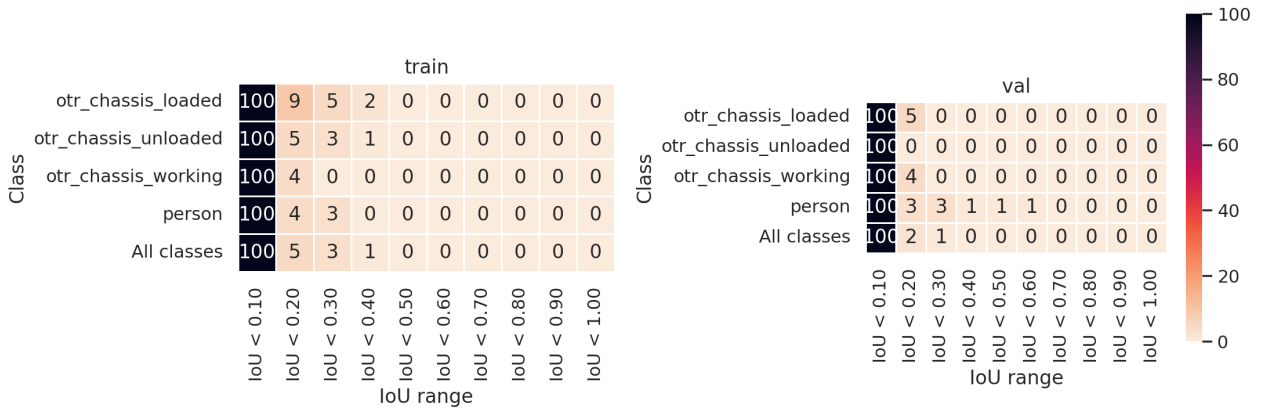 train
otr_chassis_loaded 100 9 5 2 0 0 0 0 0 0
otr_chassis_unloaded 100 5 3 1 0 0 0 0 0 0
otr_chassis_working 100 4 0 0 0 0 0 0 0 0
person 100 4 3 0 0 0 0 0 0 0
All classes 100 5 3 1 0 0 0 0 0 0
Class
IoU < 0.10
IoU < 0.20
IoU < 0.30
IoU < 0.40
IoU < 0.50
IoU < 0.60
IoU < 0.70
IoU < 0.80
IoU < 0.90
IoU < 1.00
IoU range
val
otr_chassis_loaded 100 5 0 0 0 0 0 0 0 0
otr_chassis_unloaded 100 0 0 0 0 0 0 0 0 0
otr_chassis_working 100 4 0 0 0 0 0 0 0 0
person 100 3 3 1 1 1 0 0 0 0
All classes 100 2 1 0 0 0 0 0 0 0
Class
IoU < 0.10
IoU < 0.20
IoU < 0.30
IoU < 0.40
IoU < 0.50
IoU < 0.60
IoU < 0.70
IoU < 0.80
IoU < 0.90
IoU < 1.00
IoU range
100
80
60
40
20
0